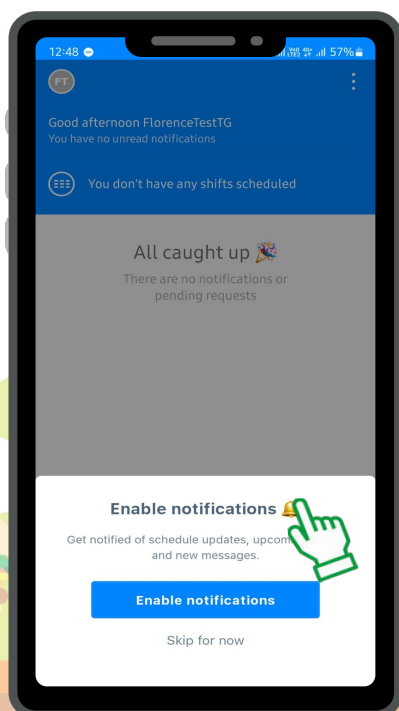 12:48 57%
FT
Good afternoon FlorenceTestTG
You have no unread notifications
You don't have any shifts scheduled
All caught up 🎉
There are no notifications or
pending requests
Enable notifications 🔔
Get notified of schedule updates,
and new messages.
Enable notifications
Skip for now